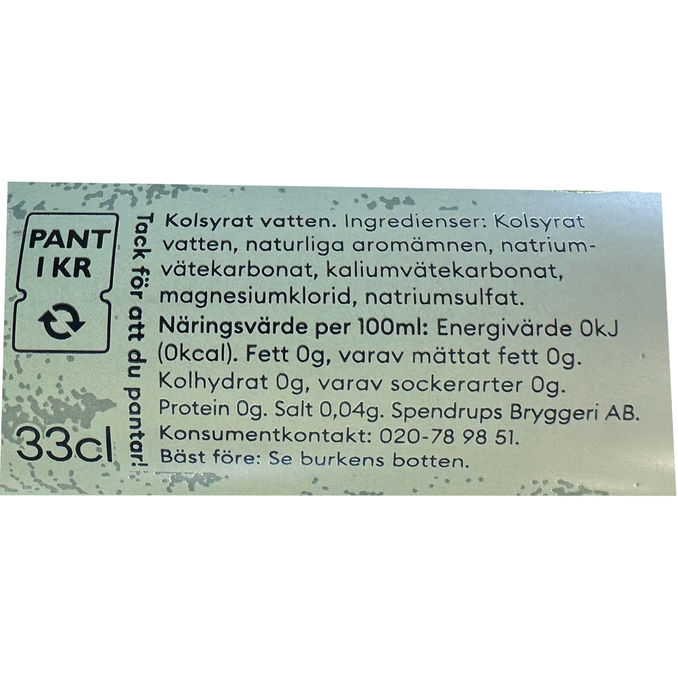 PANT
1 KR
33cl
Tack för att du pantar!
Kolsyrat vatten. Ingredienser: Kolsyrat
vatten, naturliga aromämnen, natrium-
vätekarbonat, kaliumvätekarbonat,
magnesiumklorid, natriumsulfat.
Näringsvärde per 100ml: Energivärde 0kJ
(0kcal). Fett 0g, varav mättat fett 0g.
Kolhydrat 0g, varav sockerarter 0g.
Protein 0g. Salt 0,04g. Spendrups Bryggeri AB.
Konsumentkontakt: 020-78 98 51.
Bäst före: Se burkens botten.